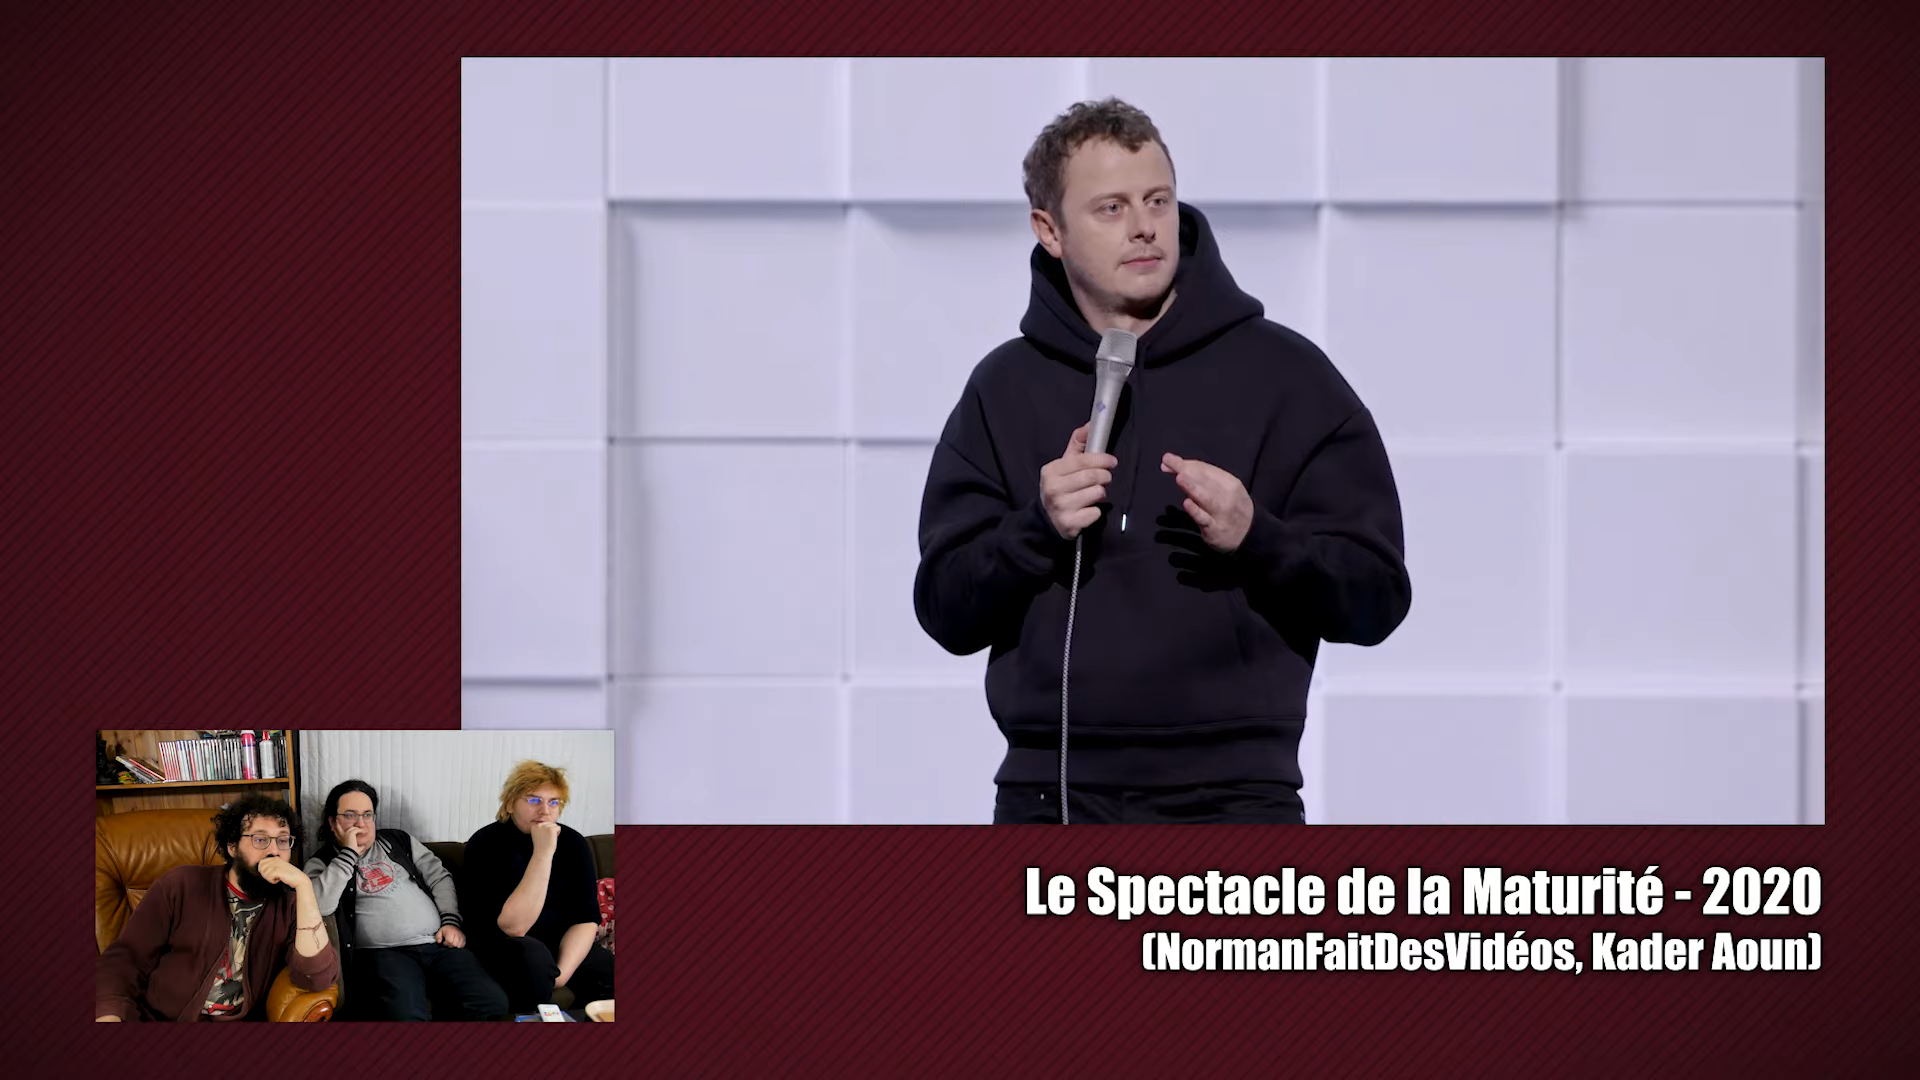 Le Spectacle de la Maturité - 2020
(NormanFaitDesVidéos, Kader Aoun)